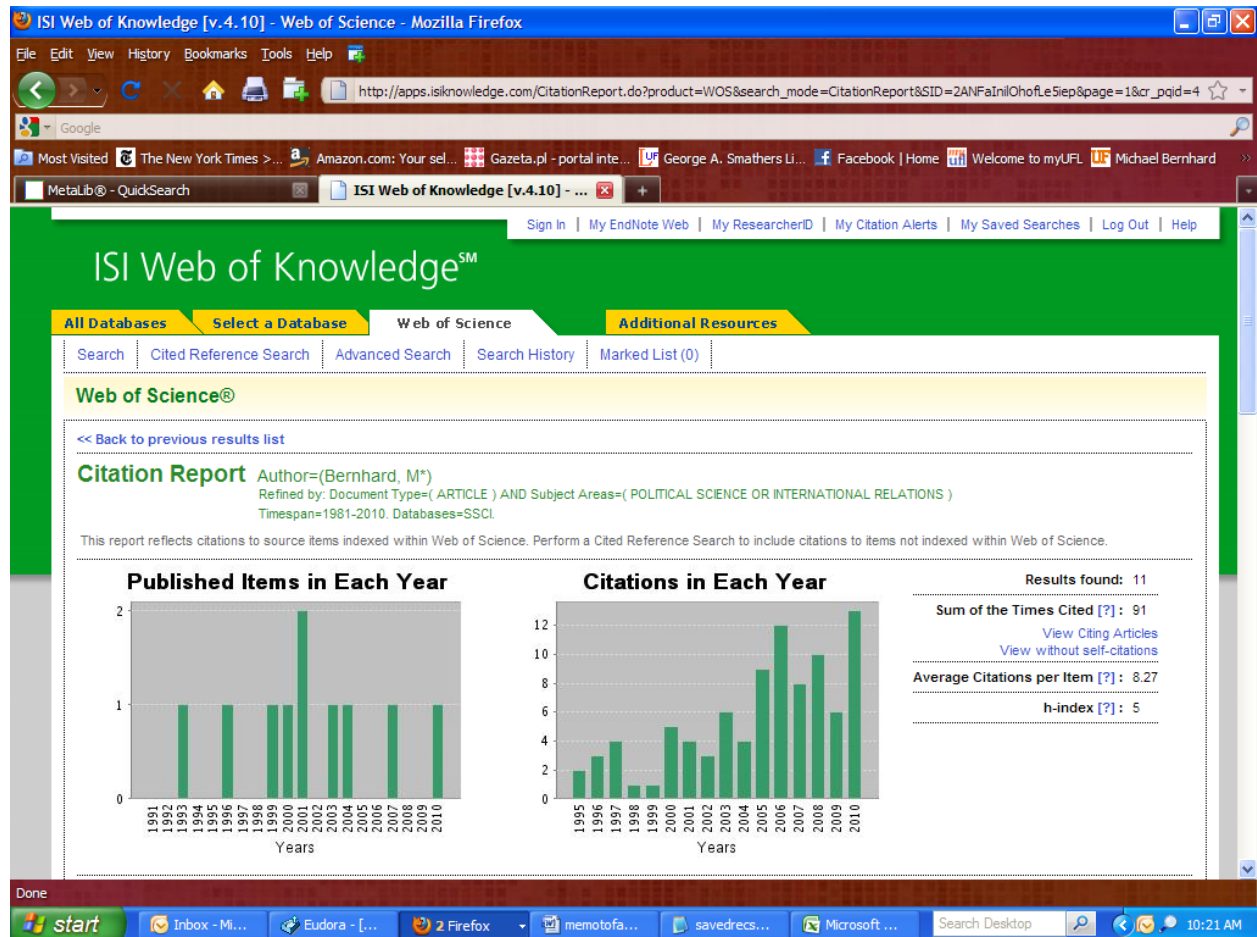 ISI Web of Knowledge [v.4.10] - Web of Science - Mozilla Firefox
File Edit View History Bookmarks Tools Help
http://apps.isiknowledge.com/CitationReport.do?product=WOS&search_mode=CitationReport&SID=2ANFaInilOhofLe5iep&page=1&cr_pqid=4
Google
Most Visited The New York Times >... Amazon.com: Your sel... Gazeta.pl - portal inte... George A. Smathers Li... Facebook | Home Welcome to myUFL Michael Bernhard
MetaLib® - QuickSearch ISI Web of Knowledge [v.4.10] - ...
Sign In | My EndNote Web | My ResearcherID | My Citation Alerts | My Saved Searches | Log Out | Help
ISI Web of Knowledge℠
All Databases Select a Database Web of Science Additional Resources
Search Cited Reference Search Advanced Search Search History Marked List (0)
Web of Science®
<< Back to previous results list
Citation Report Author=(Bernhard, M*)
Refined by: Document Type=( ARTICLE ) AND Subject Areas=( POLITICAL SCIENCE OR INTERNATIONAL RELATIONS )
Timespan=1981-2010. Databases=SSCI.
This report reflects citations to source items indexed within Web of Science. Perform a Cited Reference Search to include citations to items not indexed within Web of Science.
Published Items in Each Year
2
1
0
1991 1992 1993 1994 1995 1996 1997 1998 1999 2000 2001 2002 2003 2004 2005 2006 2007 2008 2009 2010
Years
Citations in Each Year
12
10
8
6
4
2
0
1995 1996 1997 1998 1999 2000 2001 2002 2003 2004 2005 2006 2007 2008 2009 2010
Years
Results found: 11
Sum of the Times Cited [?] : 91
View Citing Articles
View without self-citations
Average Citations per Item [?] : 8.27
h-index [?] : 5
Done
start Inbox - Mi... Eudora - [... 2 Firefox memotofa... savedrecs... Microsoft ... Search Desktop 10:21 AM